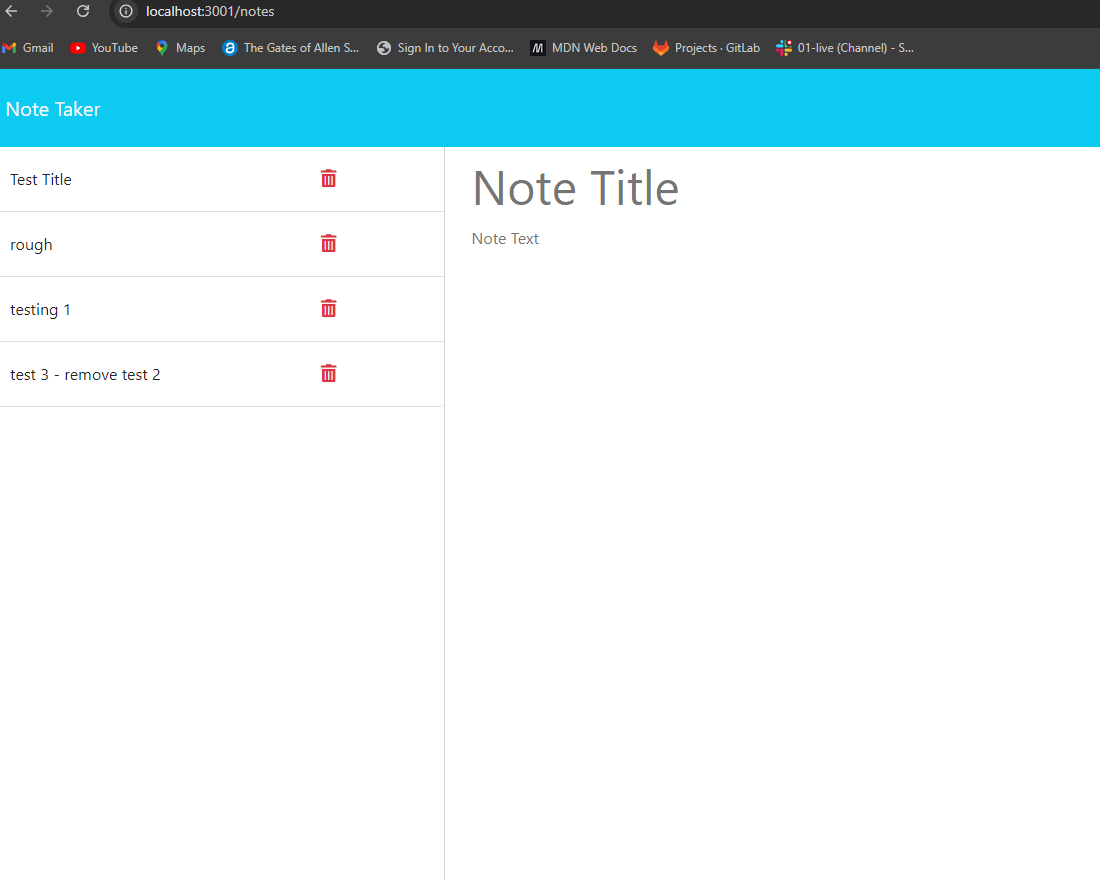 localhost:3001/notes
Gmail YouTube Maps The Gates of Allen S... Sign In to Your Acco... MDN Web Docs Projects · GitLab 01-live (Channel) - S...
Note Taker
Test Title
rough
testing 1
test 3 - remove test 2
Note Title
Note Text